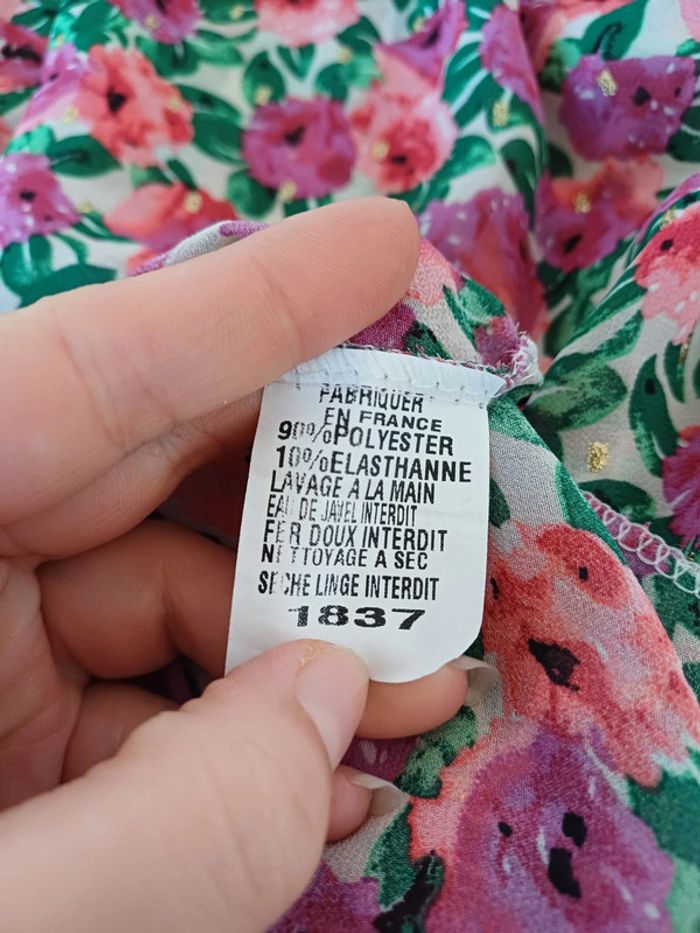 FABRIQUER
EN FRANCE
90%POLYESTER
10%ELASTHANNE
LAVAGE A LA MAIN
EAU DE JAVEL INTERDIT
FER DOUX INTERDIT
NETTOYAGE A SEC
SECHE LINGE INTERDIT
1837